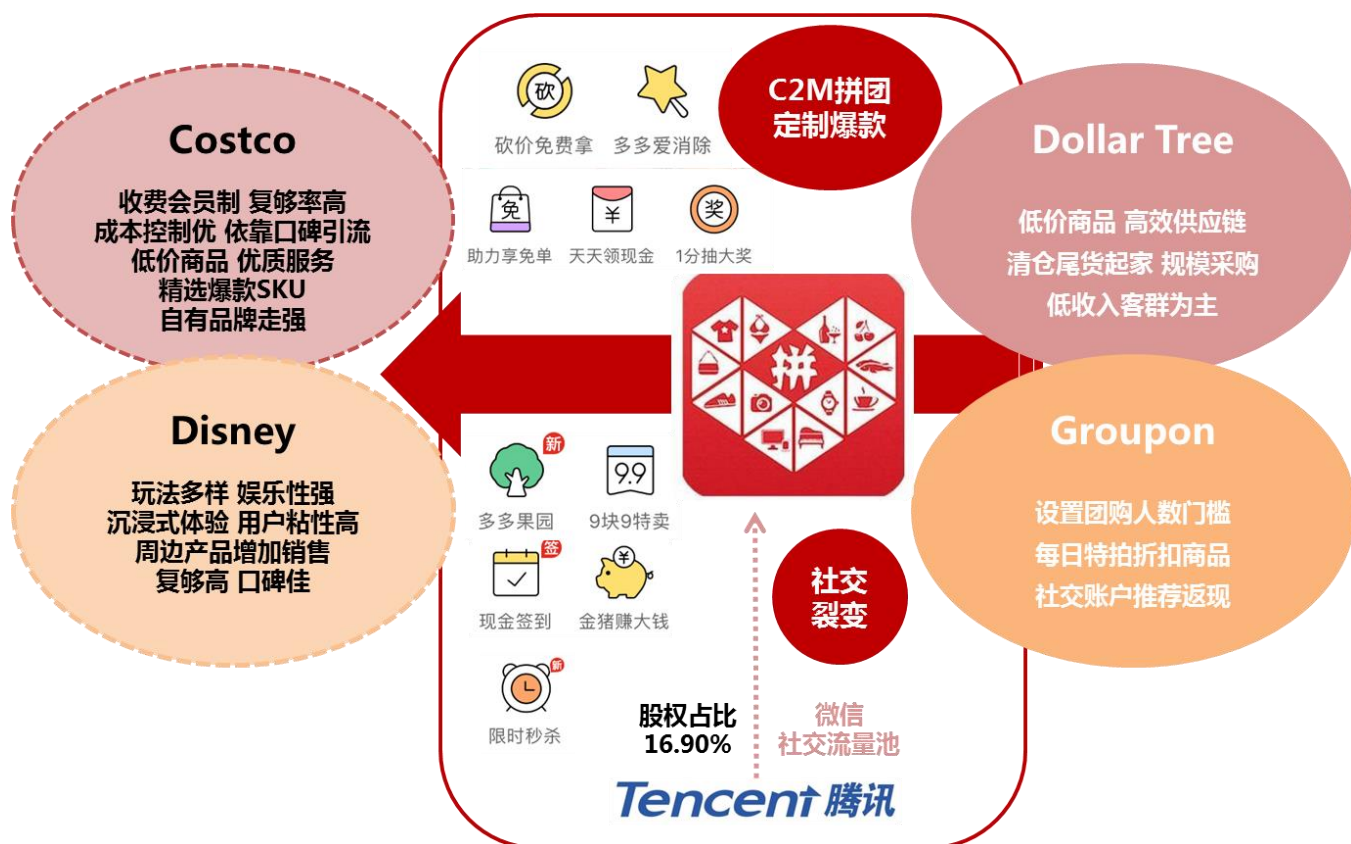 Costco
收费会员制 复够率高
成本控制优 依靠口碑引流
低价商品 优质服务
精选爆款SKU
自有品牌走强
Disney
玩法多样 娱乐性强
沉浸式体验 用户粘性高
周边产品增加销售
复够高 口碑佳
砍
砍价免费拿 多多爱消除
免 ¥ 奖
助力享免单 天天领现金 1分抽大奖
C2M拼团
定制爆款
拼
新
9.9
多多果园 9块9特卖
签
¥
现金签到 金猪赚大钱
新
限时秒杀
社交
裂变
股权占比
16.90%
微信
社交流量池
Tencent 腾讯
Dollar Tree
低价商品 高效供应链
清仓尾货起家 规模采购
低收入客群为主
Groupon
设置团购人数门槛
每日特拍折扣商品
社交账户推荐返现